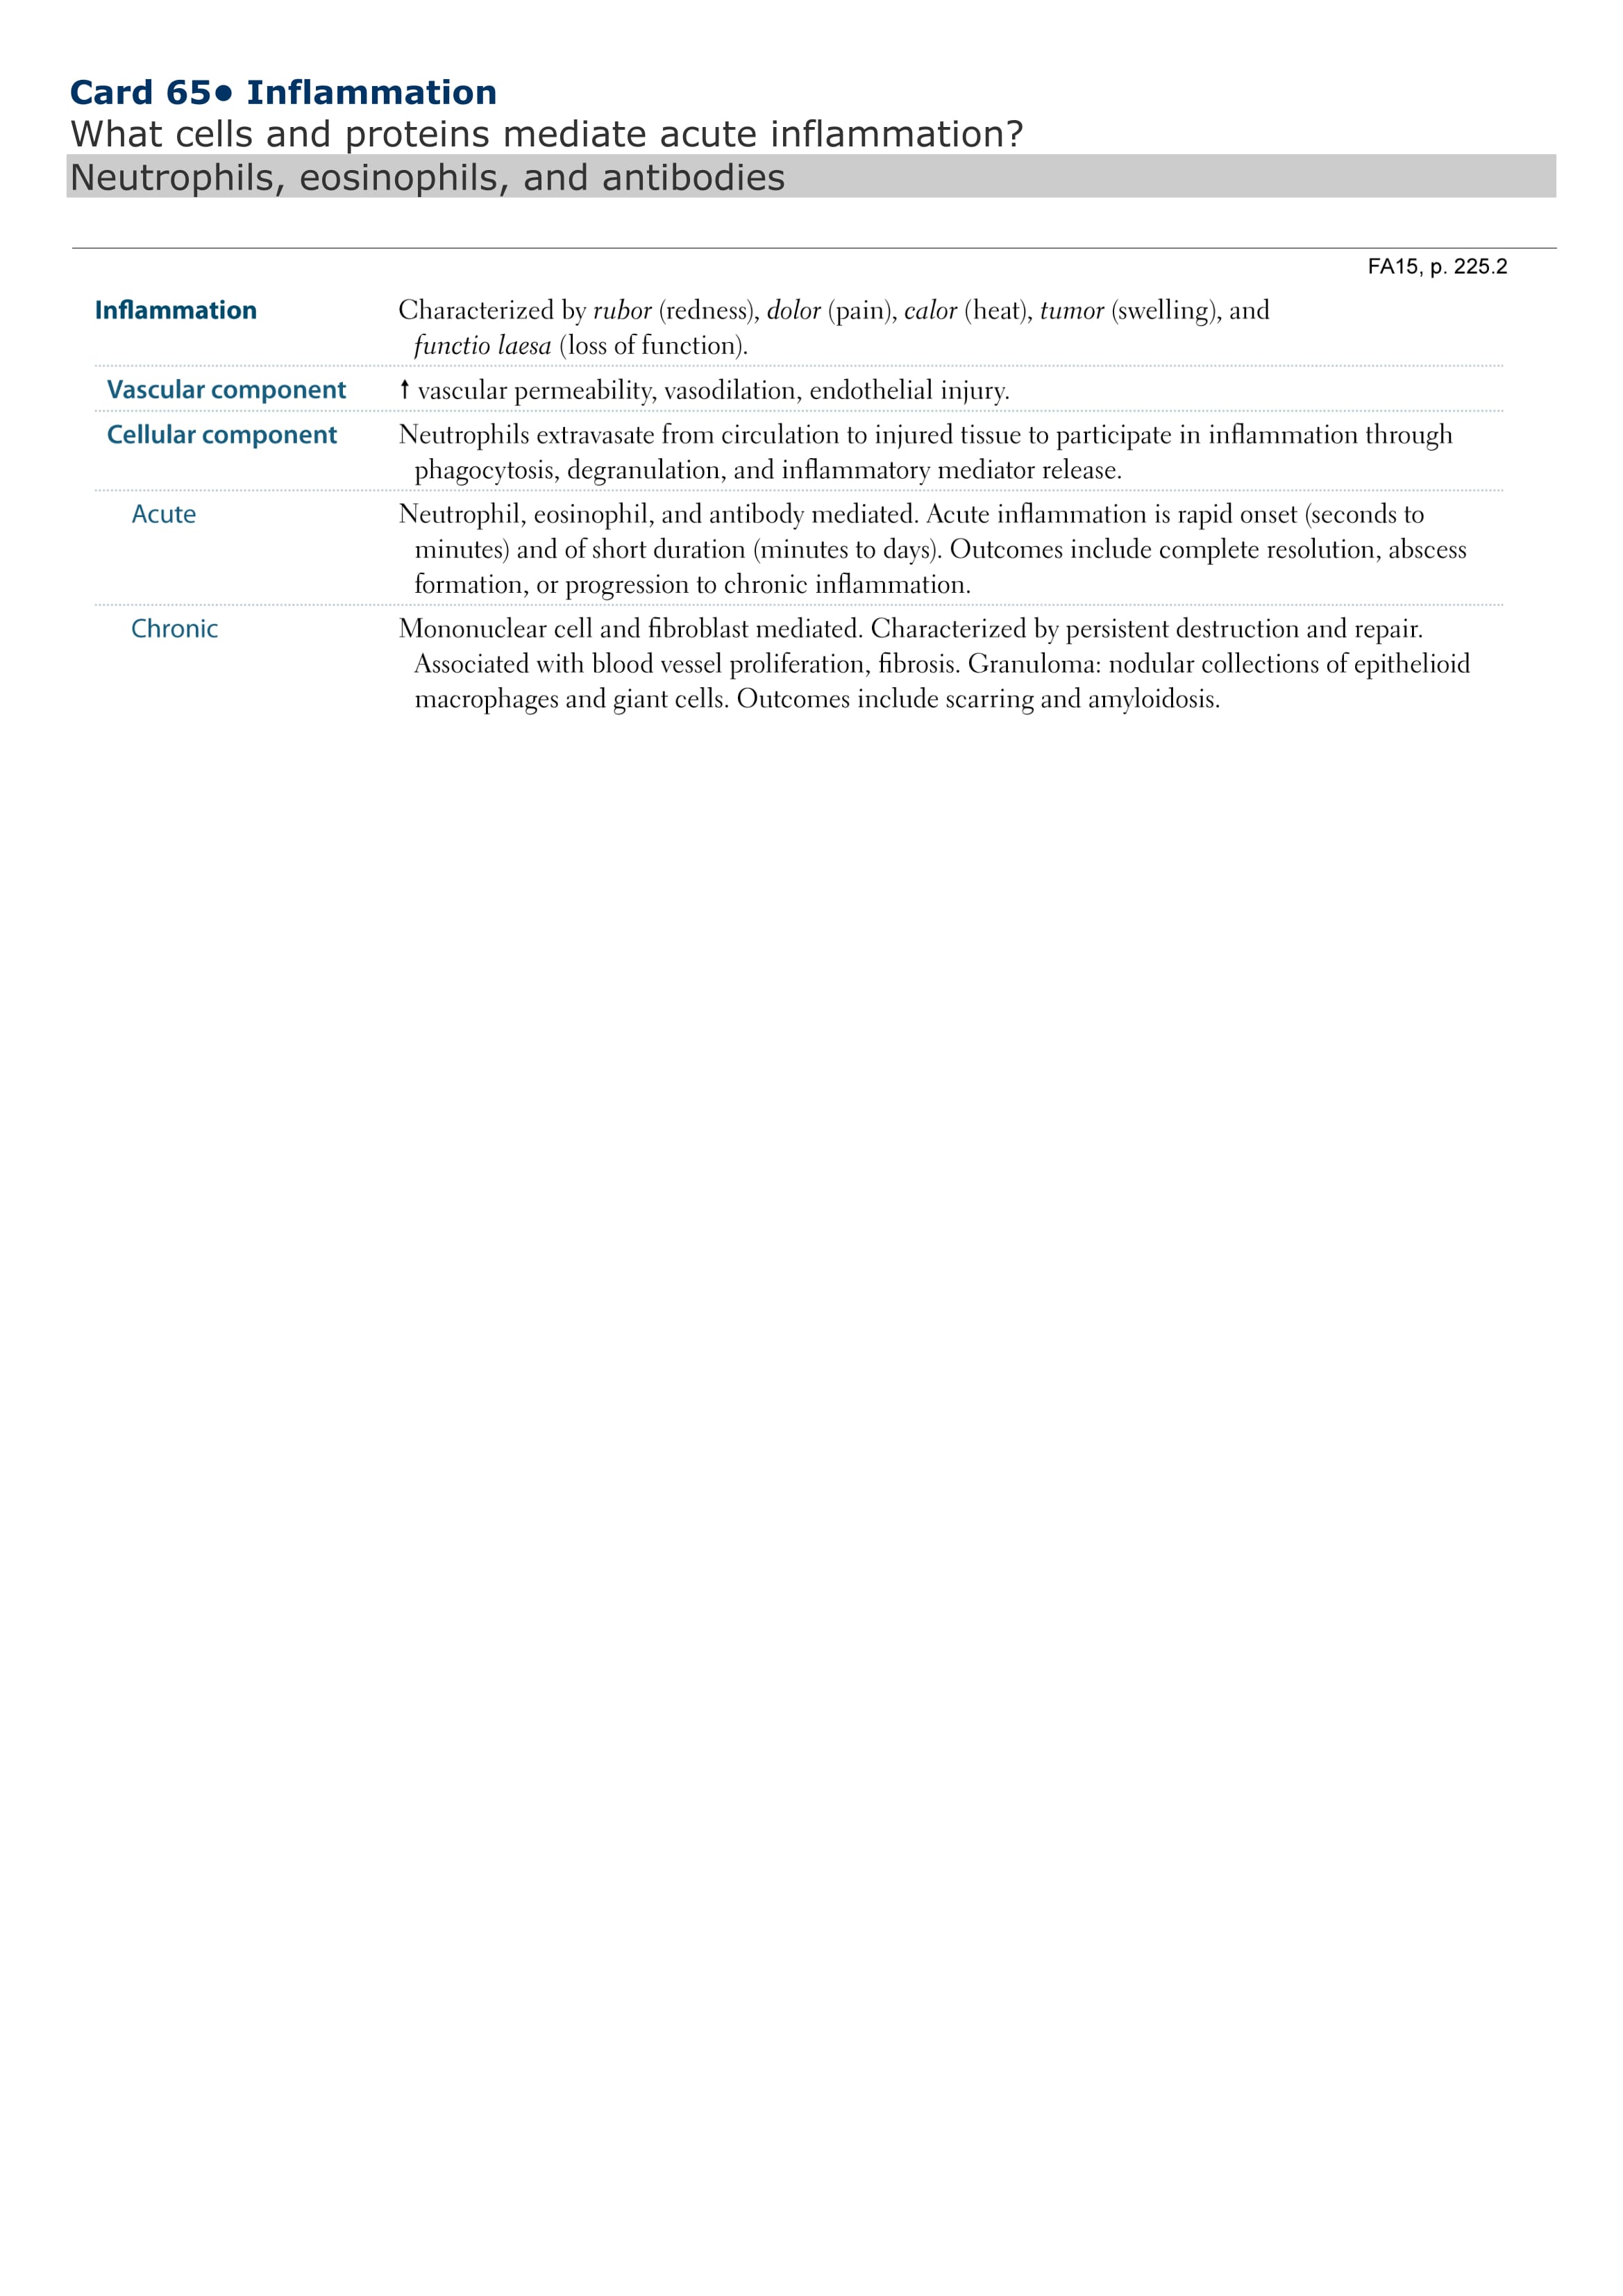 Card 65● Inflammation
What cells and proteins mediate acute inflammation?
Neutrophils, eosinophils, and antibodies
FA15, p. 225.2
Inflammation Characterized by rubor (redness), dolor (pain), calor (heat), tumor (swelling), and
functio laesa (loss of function).
Vascular component ↑ vascular permeability, vasodilation, endothelial injury.
Cellular component Neutrophils extravasate from circulation to injured tissue to participate in inflammation through
phagocytosis, degranulation, and inflammatory mediator release.
Acute Neutrophil, eosinophil, and antibody mediated. Acute inflammation is rapid onset (seconds to
minutes) and of short duration (minutes to days). Outcomes include complete resolution, abscess
formation, or progression to chronic inflammation.
Chronic Mononuclear cell and fibroblast mediated. Characterized by persistent destruction and repair.
Associated with blood vessel proliferation, fibrosis. Granuloma: nodular collections of epithelioid
macrophages and giant cells. Outcomes include scarring and amyloidosis.